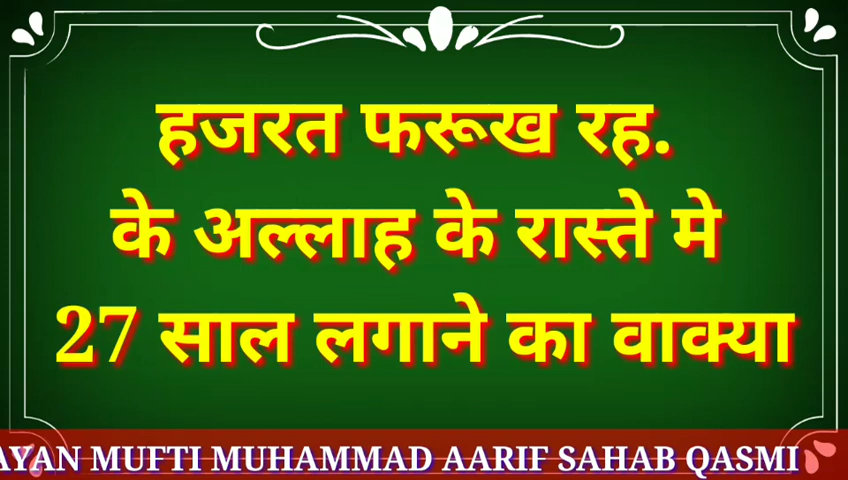 हजरत फरूख रह.
के अल्लाह के रास्ते मे
27 साल लगाने का वाक्या
AYAN MUFTI MUHAMMAD AARIF SAHAB QASMI